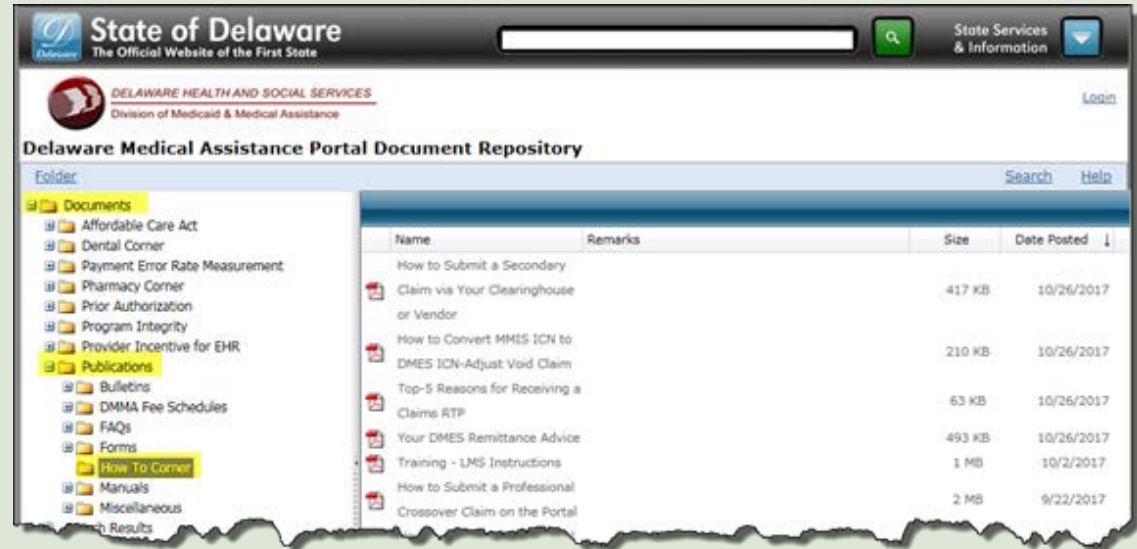 State of Delaware
The Official Website of the First State
Delaware
State Services
& Information
DELAWARE HEALTH AND SOCIAL SERVICES
Division of Medicaid & Medical Assistance
Login
Delaware Medical Assistance Portal Document Repository
Folder
Search Help
Documents
Affordable Care Act
Dental Corner
Payment Error Rate Measurement
Pharmacy Corner
Prior Authorization
Program Integrity
Provider Incentive for EHR
Publications
Bulletins
DMMA Fee Schedules
FAQs
Forms
How To Corner
Manuals
Miscellaneous
Results
Name Remarks Size Date Posted ↓
How to Submit a Secondary
Claim via Your Clearinghouse 417 KB 10/26/2017
or Vendor
How to Convert MMIS ICN to
DMES ICN-Adjust Void Claim 210 KB 10/26/2017
Top-5 Reasons for Receiving a
Claims RTP 63 KB 10/26/2017
Your DMES Remittance Advice 493 KB 10/26/2017
Training - LMS Instructions 1 MB 10/2/2017
How to Submit a Professional
Crossover Claim on the Portal 2 MB 9/22/2017